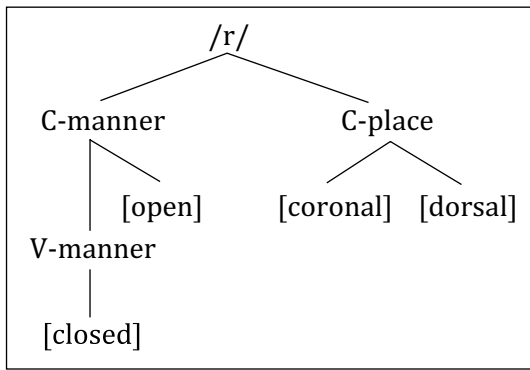 /r/
C-manner C-place
[open] [coronal] [dorsal]
V-manner
[closed]